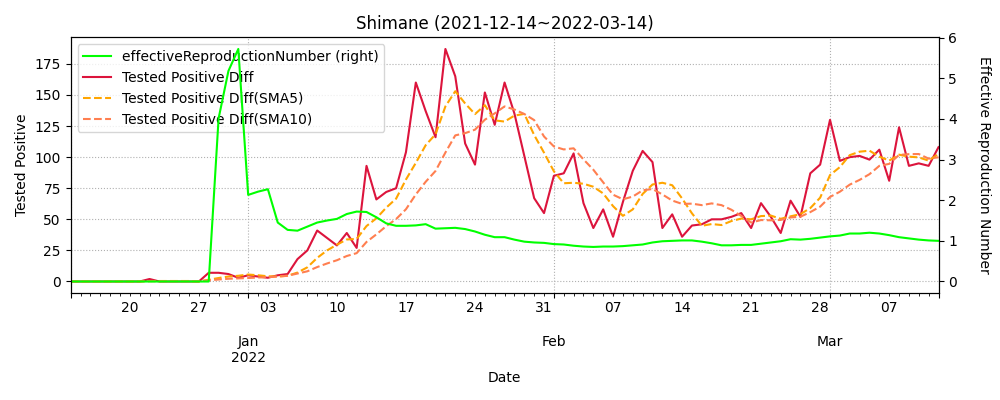 Shimane (2021-12-14~2022-03-14)
effectiveReproductionNumber (right)
Tested Positive Diff
Tested Positive Diff(SMA5)
Tested Positive Diff(SMA10)
Tested Positive
175
150
125
100
75
50
25
0
6
5
4
3
2
1
0
Effective Reproduction Number
20 27 03 10 17 24 31 07 14 21 28 07
Jan Feb Mar
2022
Date